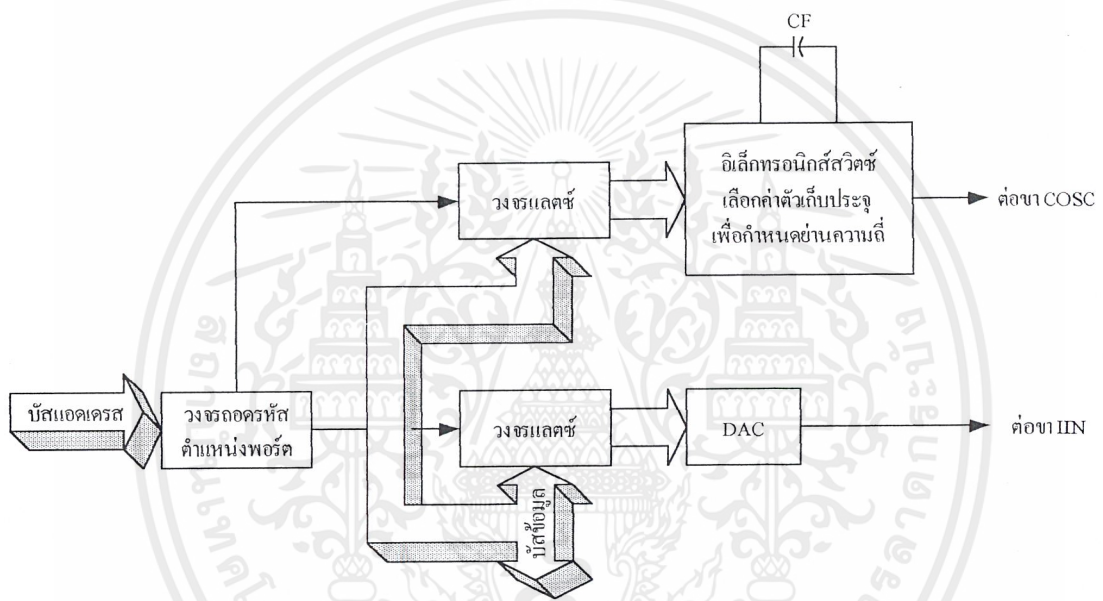 CF
อิเล็กทรอนิกส์สวิตซ์
เลือกค่าตัวเก็บประจุ
เพื่อกำหนดย่านความถี่
ต่อขา COSC
วงจรแลตซ์
บัสแอดเดรส
วงจรถอดรหัส
ตำแหน่งพอร์ต
วงจรแลตซ์
DAC
ต่อขา IIN
บัสข้อมูล